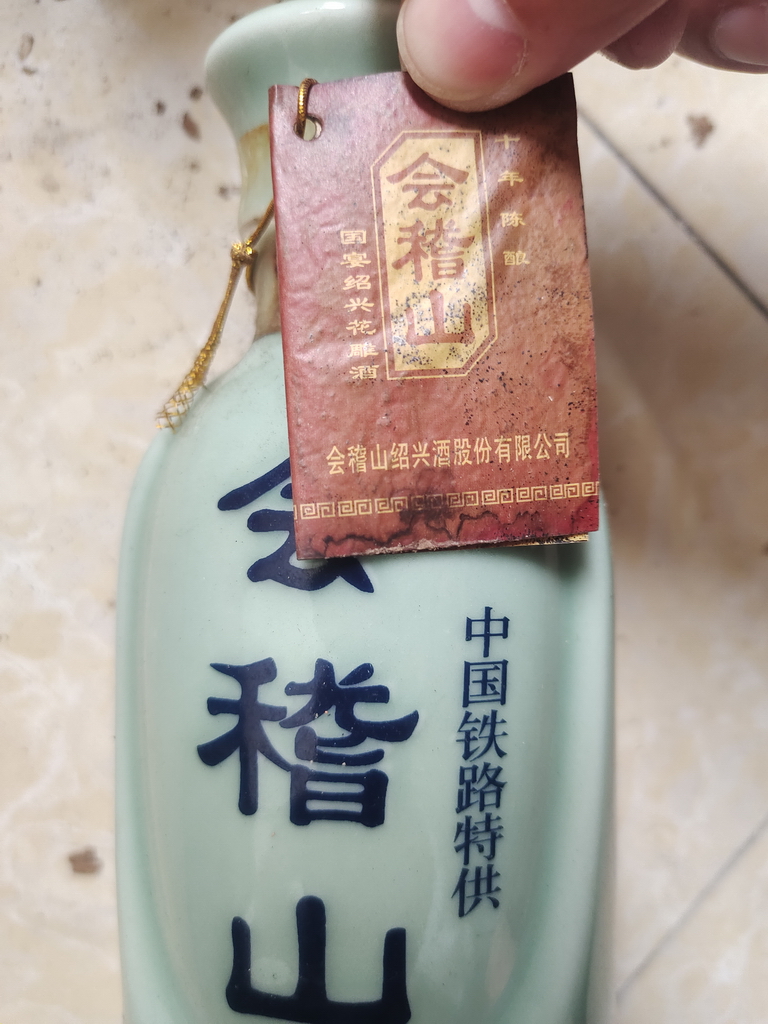 十年陈酿
会稽山
国宴绍兴花雕酒
会稽山绍兴酒股份有限公司
会稽山
中国铁路特供